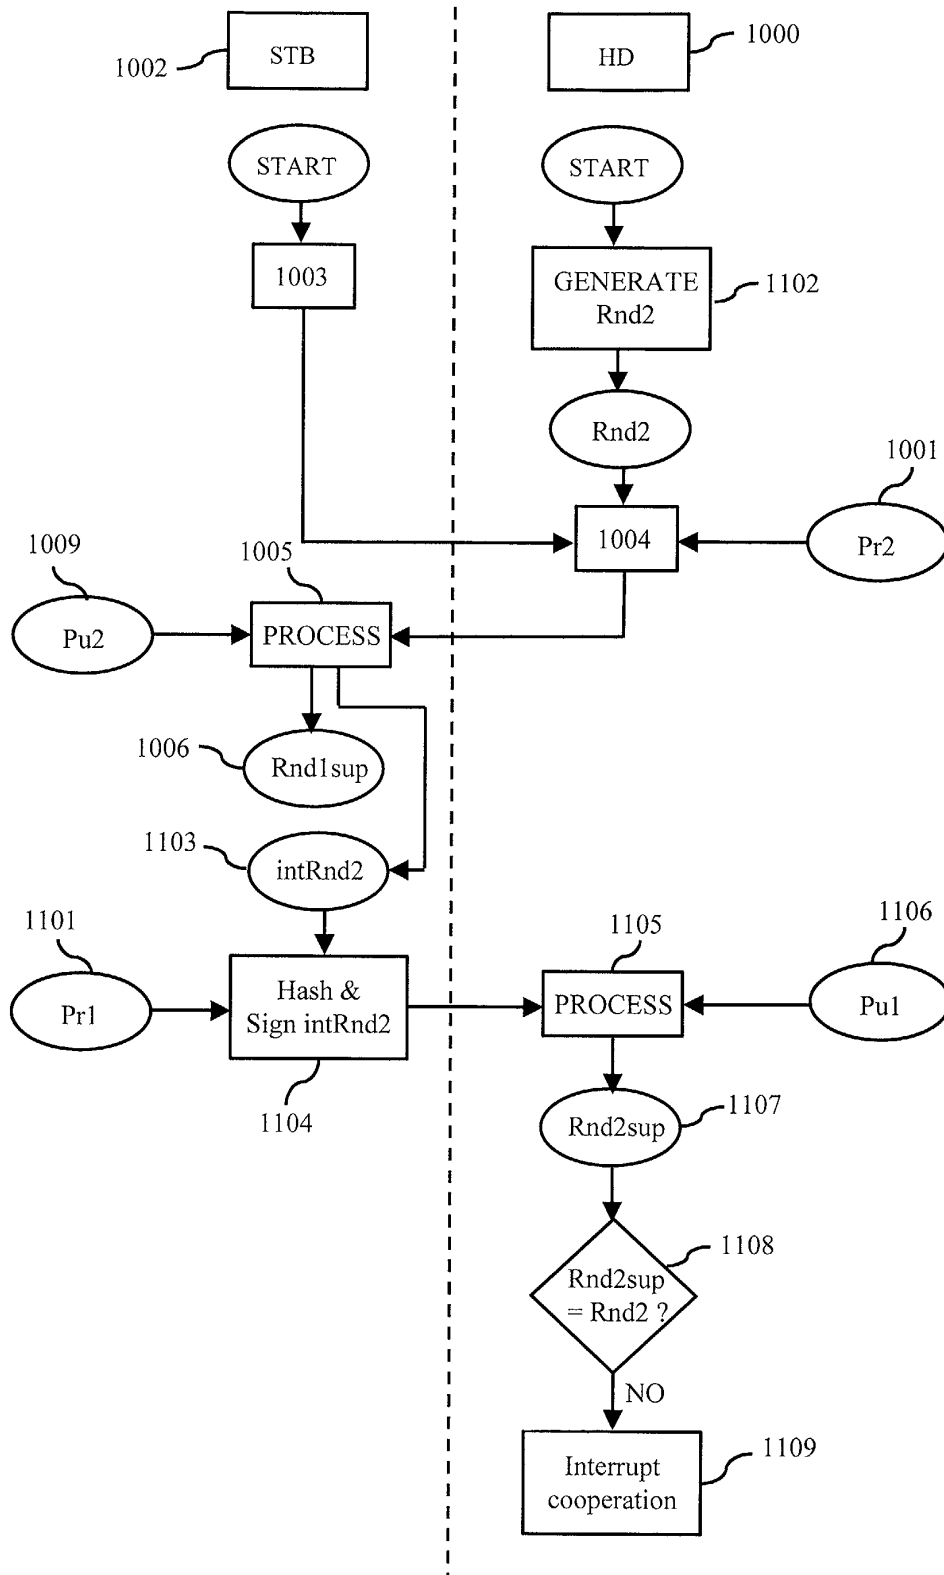 STB
1002
HD
1000
START
START
1003
GENERATE
Rnd2
1102
Rnd2
1001
1004
Pr2
1009
1005
Pu2
PROCESS
1006
Rnd1sup
1103
intRnd2
1101
1105
1106
Pr1
Hash &
Sign intRnd2
PROCESS
Pu1
1104
Rnd2sup
1107
1108
Rnd2sup
= Rnd2 ?
NO
Interrupt
cooperation
1109